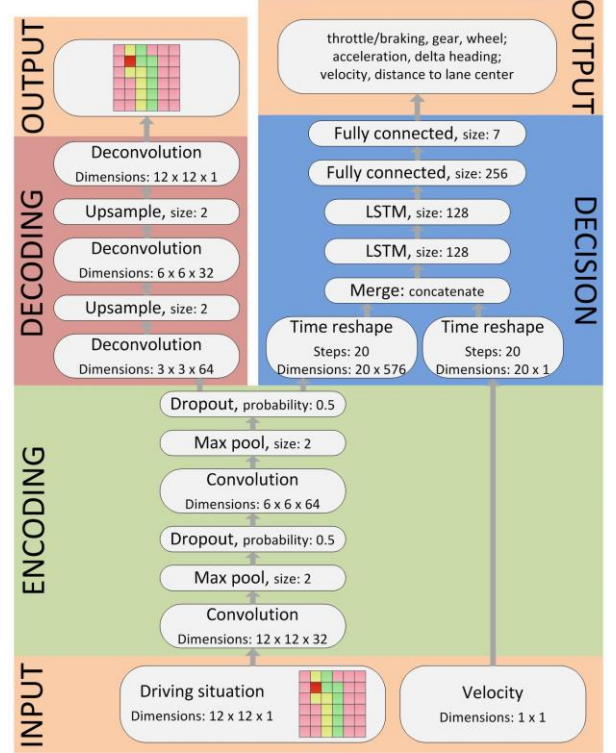 OUTPUT
throttle/braking, gear, wheel;
acceleration, delta heading;
velocity, distance to lane center
OUTPUT
DECODING
Deconvolution
Dimensions: 12 x 12 x 1
Upsample, size: 2
Deconvolution
Dimensions: 6 x 6 x 32
Upsample, size: 2
Deconvolution
Dimensions: 3 x 3 x 64
DECISION
Fully connected, size: 7
Fully connected, size: 256
LSTM, size: 128
LSTM, size: 128
Merge: concatenate
Time reshape
Steps: 20
Dimensions: 20 x 576
Time reshape
Steps: 20
Dimensions: 20 x 1
ENCODING
Dropout, probability: 0.5
Max pool, size: 2
Convolution
Dimensions: 6 x 6 x 64
Dropout, probability: 0.5
Max pool, size: 2
Convolution
Dimensions: 12 x 12 x 32
INPUT
Driving situation
Dimensions: 12 x 12 x 1
Velocity
Dimensions: 1 x 1